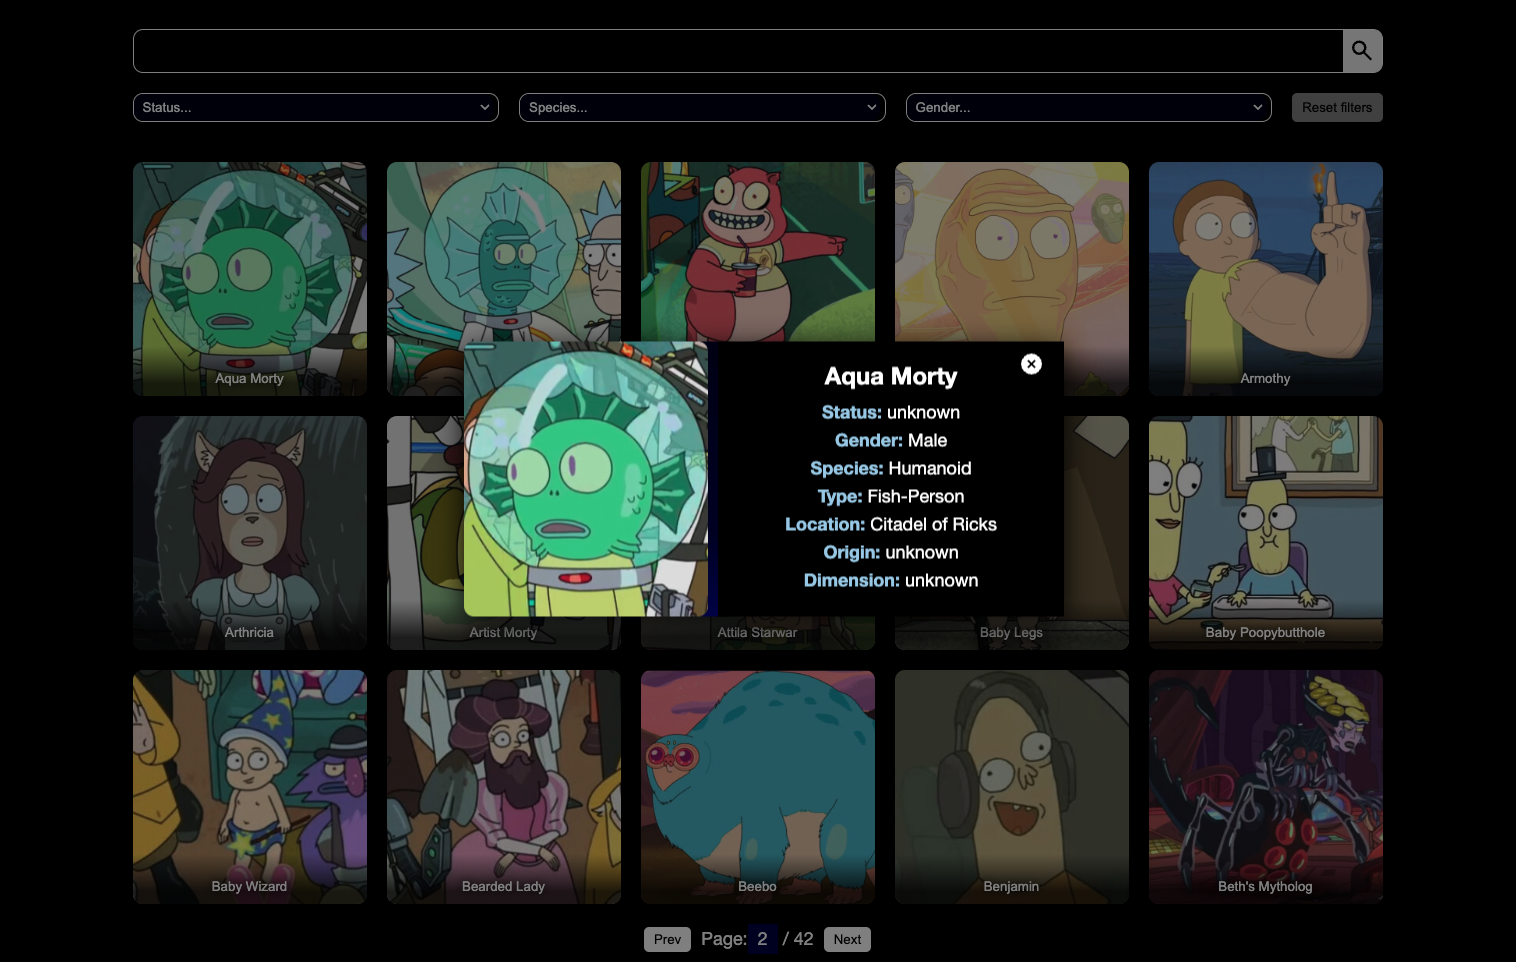 Status...
Species...
Gender...
Reset filters
Aqua Morty
Armothy
Aqua Morty
Status: unknown
Gender: Male
Species: Humanoid
Type: Fish-Person
Location: Citadel of Ricks
Origin: unknown
Dimension: unknown
Arthricia
Artist Morty
Attila Starwar
Baby Legs
Baby Poopybutthole
Baby Wizard
Bearded Lady
Beebo
Benjamin
Beth's Mytholog
Prev Page: 2 / 42 Next